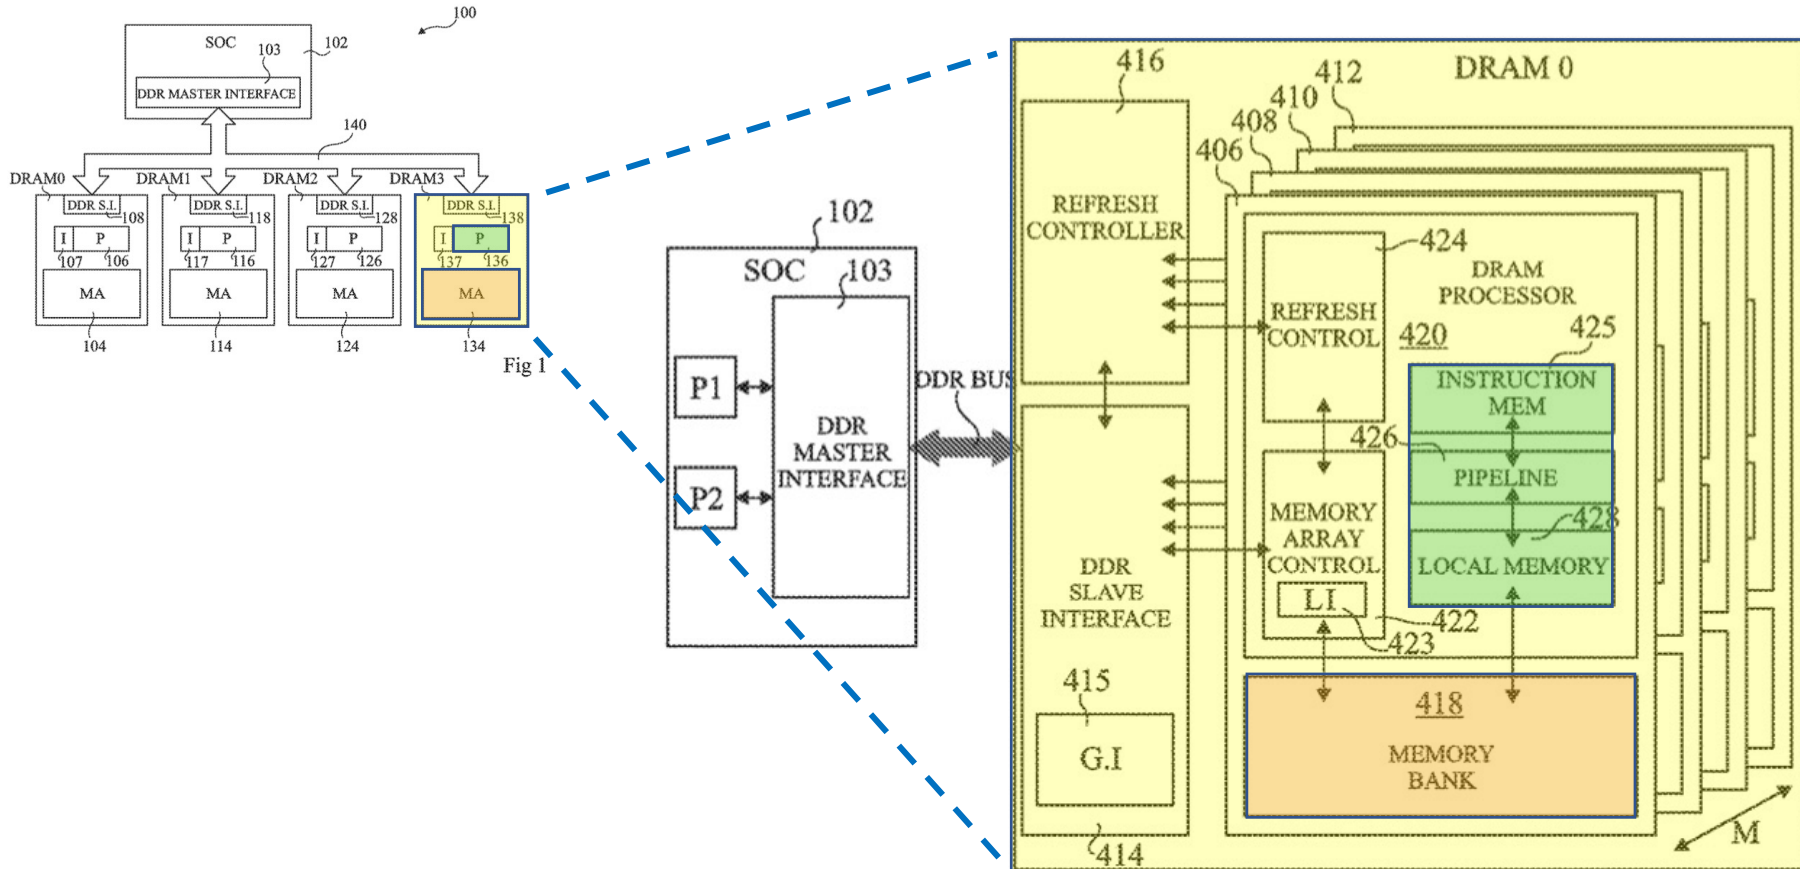 100
SOC
102
103
DDR MASTER INTERFACE
140
DRAM0
DRAM1
DRAM2
DRAM3
DDR S.I.
DDR S.I.
DDR S.I.
DDR S.I.
108
118
128
138
I
P
I
P
I
P
I
P
107
106
117
116
127
126
137
136
MA
MA
MA
MA
104
114
124
134
Fig 1
102
SOC
103
P1
P2
DDR
MASTER
INTERFACE
DDR BUS
DRAM 0
416
412
410
408
406
REFRESH
CONTROLLER
424
DRAM
PROCESSOR
REFRESH
CONTROL
420
425
INSTRUCTION
MEM
426
PIPELINE
428
LOCAL MEMORY
MEMORY
ARRAY
CONTROL
LI
422
423
DDR
SLAVE
INTERFACE
415
G.I
414
418
MEMORY
BANK
M